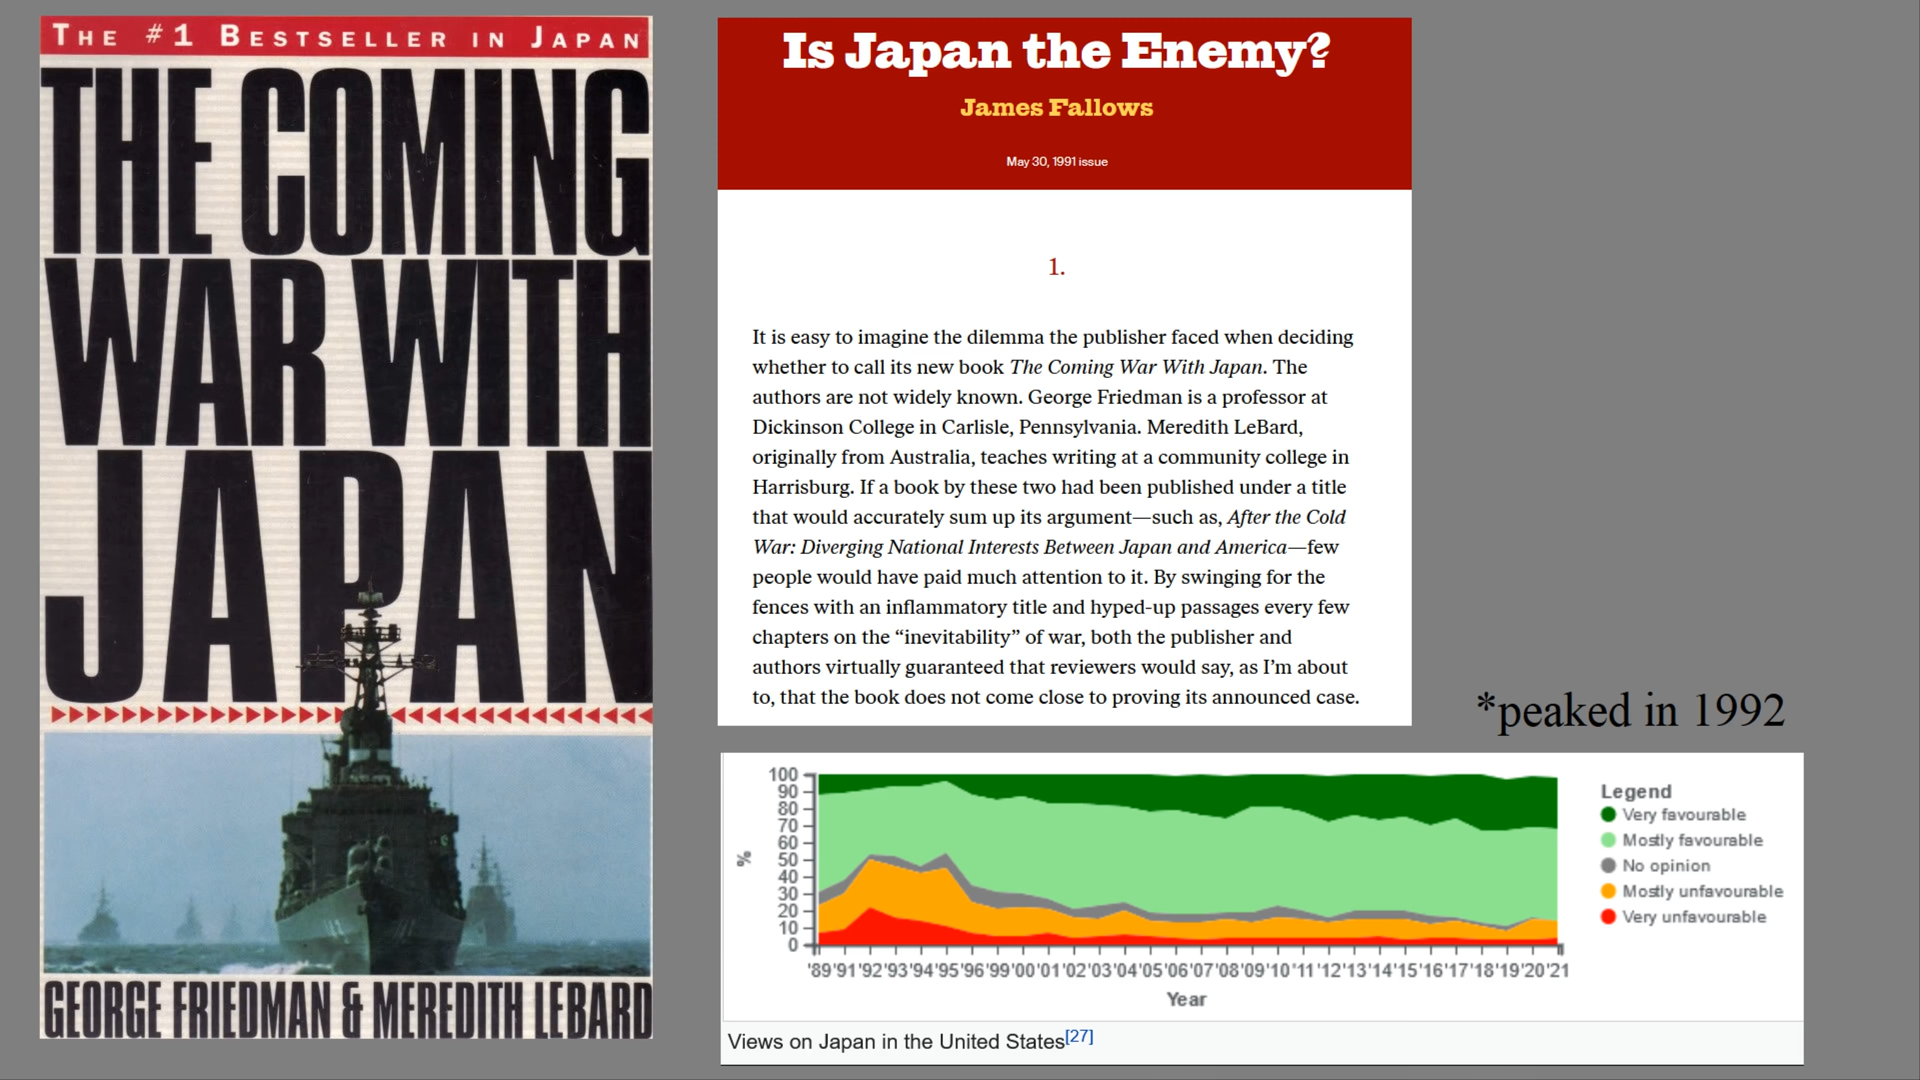 THE #1 BESTSELLER IN JAPAN
THE COMING
WAR WITH
JAPAN
GEORGE FRIEDMAN & MEREDITH LEBARD
Is Japan the Enemy?
James Fallows
May 30, 1991 issue
1.
It is easy to imagine the dilemma the publisher faced when deciding
whether to call its new book The Coming War With Japan. The
authors are not widely known. George Friedman is a professor at
Dickinson College in Carlisle, Pennsylvania. Meredith LeBard,
originally from Australia, teaches writing at a community college in
Harrisburg. If a book by these two had been published under a title
that would accurately sum up its argument—such as, After the Cold
War: Diverging National Interests Between Japan and America—few
people would have paid much attention to it. By swinging for the
fences with an inflammatory title and hyped-up passages every few
chapters on the “inevitability” of war, both the publisher and
authors virtually guaranteed that reviewers would say, as I’m about
to, that the book does not come close to proving its announced case.
*peaked in 1992
100
90
80
70
60
50
40
30
20
10
0
%
'89 '91 '92 '93 '94 '95 '96 '99 '00 '01 '02 '03 '04 '05 '06 '07 '08 '09 '10 '11 '12 '13 '14 '15 '16 '17 '18 '19 '20 '21
Year
Legend
Very favourable
Mostly favourable
No opinion
Mostly unfavourable
Very unfavourable
Views on Japan in the United States[27]